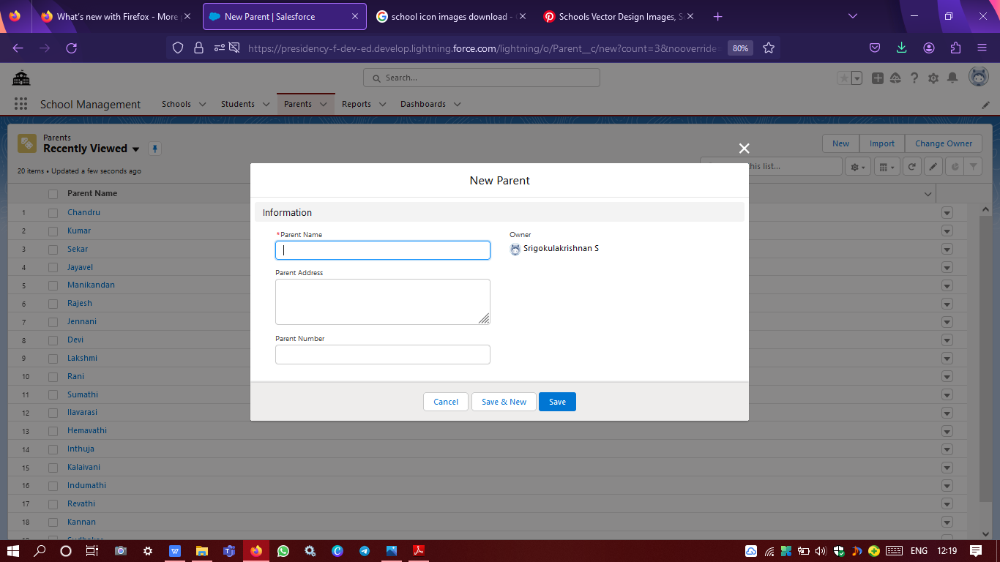 What's new with Firefox - More
New Parent | Salesforce
school icon images download -
Schools Vector Design Images, S
https://presidency-f-dev-ed.develop.lightning.force.com/lightning/o/Parent__c/new?count=3&nooverride=
80%
Search...
School Management
Schools
Students
Parents
Reports
Dashboards
Parents
Recently Viewed
New
Import
Change Owner
20 items • Updated a few seconds ago
his list...
Parent Name
1 Chandru
2 Kumar
3 Sekar
4 Jayavel
5 Manikandan
6 Rajesh
7 Jennani
8 Devi
9 Lakshmi
10 Rani
11 Sumathi
12 Ilavarasi
13 Hemavathi
14 Inthuja
15 Kalaivani
16 Indumathi
17 Revathi
18 Kannan
New Parent
Information
*Parent Name
Owner
Srigokulakrishnan S
Parent Address
Parent Number
Cancel
Save & New
Save
ENG
12:19